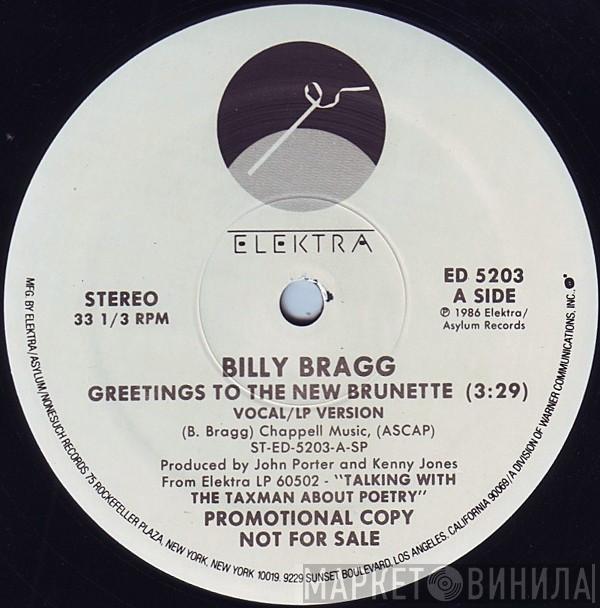 ELEKTRA
STEREO
33 1/3 RPM
ED 5203
A SIDE
℗ 1986 Elektra/
Asylum Records
BILLY BRAGG
GREETINGS TO THE NEW BRUNETTE (3:29)
VOCAL/LP VERSION
(B. Bragg) Chappell Music, (ASCAP)
ST-ED-5203-A-SP
Produced by John Porter and Kenny Jones
From Elektra LP 60502 - "TALKING WITH
THE TAXMAN ABOUT POETRY"
PROMOTIONAL COPY
NOT FOR SALE
MFG. BY ELEKTRA/ASYLUM/NONESUCH RECORDS 75 ROCKEFELLER PLAZA, NEW YORK, NEW YORK 10019. 9229 SUNSET BOULEVARD, LOS ANGELES, CALIFORNIA 90069/A DIVISION OF WARNER COMMUNICATIONS, INC.
МАРКЕТ ВИНИЛА